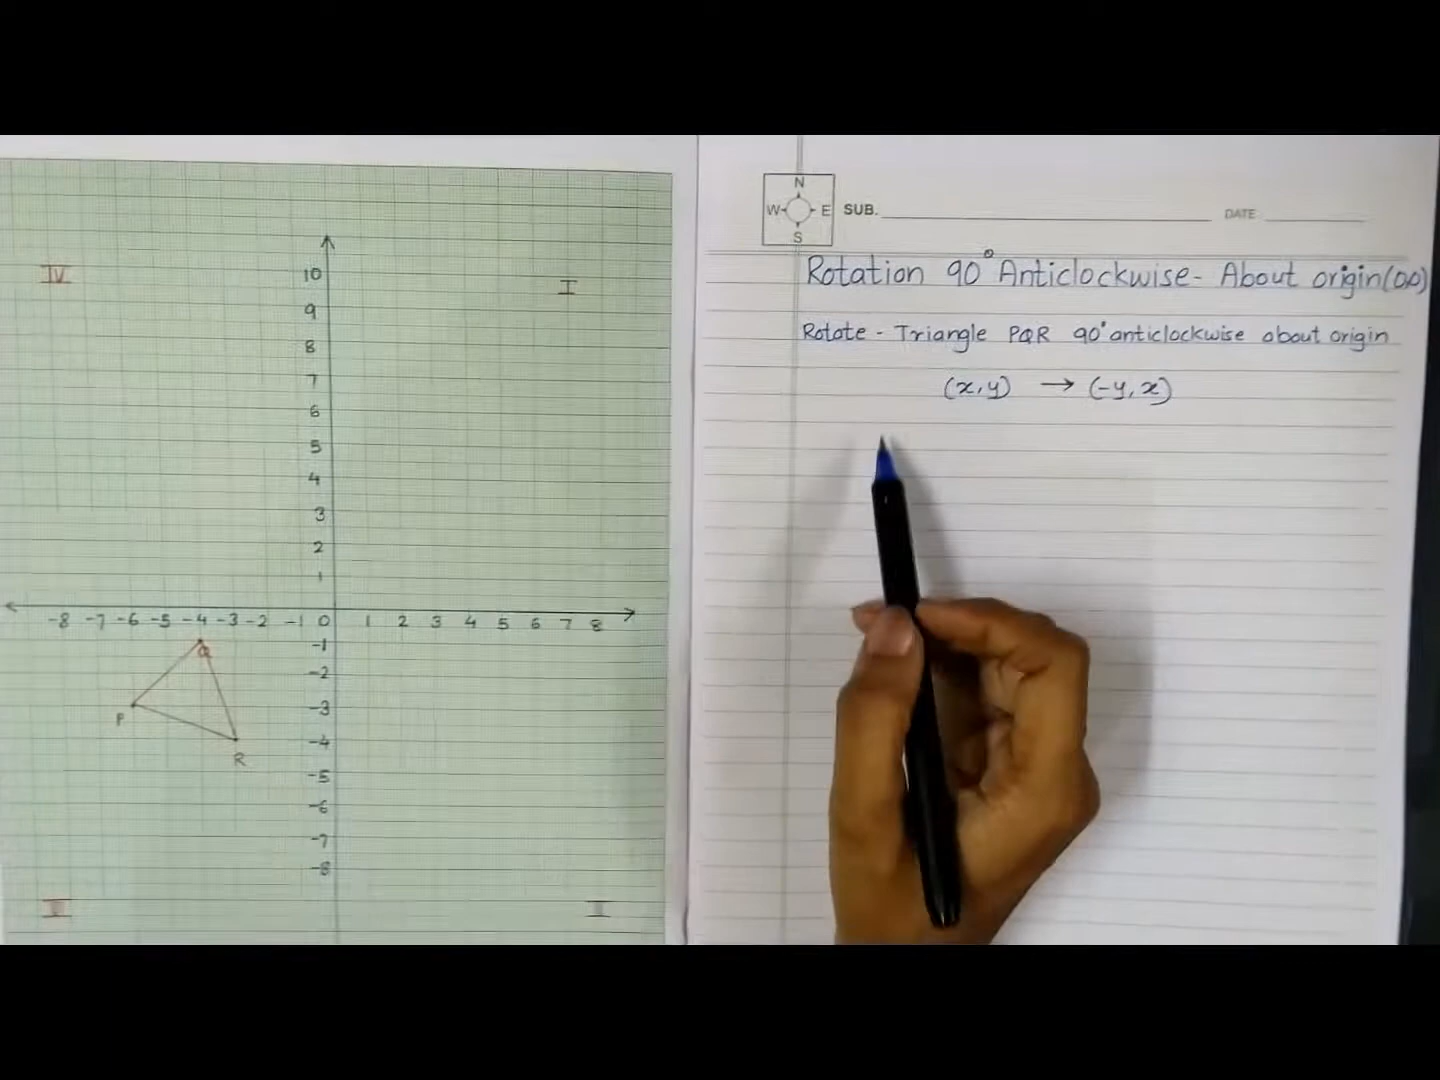 N
W E SUB. DATE
S
Rotation 90° Anticlockwise - About origin (0,0)
Rotate - Triangle PQR 90° anticlockwise about origin
(x,y) → (-y,x)
IV
I
10
9
8
7
6
5
4
3
2
1
-8 -7 -6 -5 -4 -3 -2 -1 0 1 2 3 4 5 6 7 8
-1
Q
-2
-3
P
-4
R
-5
-6
-7
-8
III
II